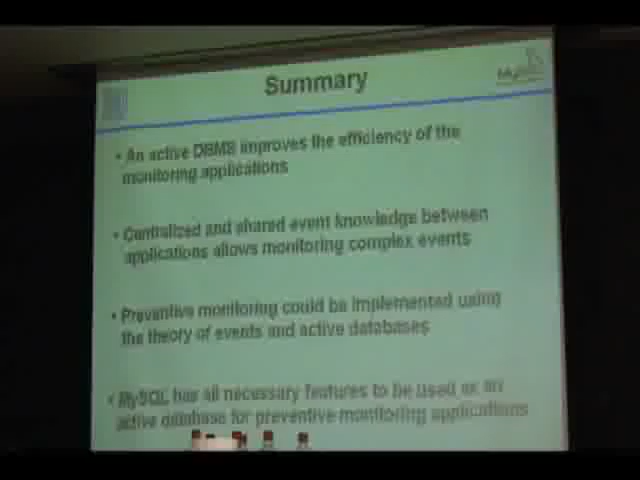 Summary
MySQL
• An active DBMS improves the efficiency of the
monitoring applications
• Centralized and shared event knowledge between
applications allows monitoring complex events
• Preventive monitoring could be implemented using
the theory of events and active databases
• MySQL has all necessary features to be used as an
active database for preventive monitoring applications